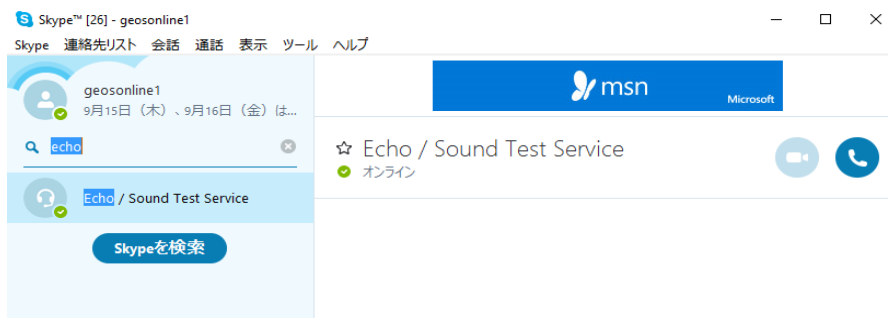 Skype™ [26] - geosonline1
Skype 連絡先リスト 会話 通話 表示 ツール ヘルプ
geosonline1
9月15日（木）、9月16日（金）は...
echo
Echo / Sound Test Service
Skypeを検索
msn
Microsoft
Echo / Sound Test Service
オンライン